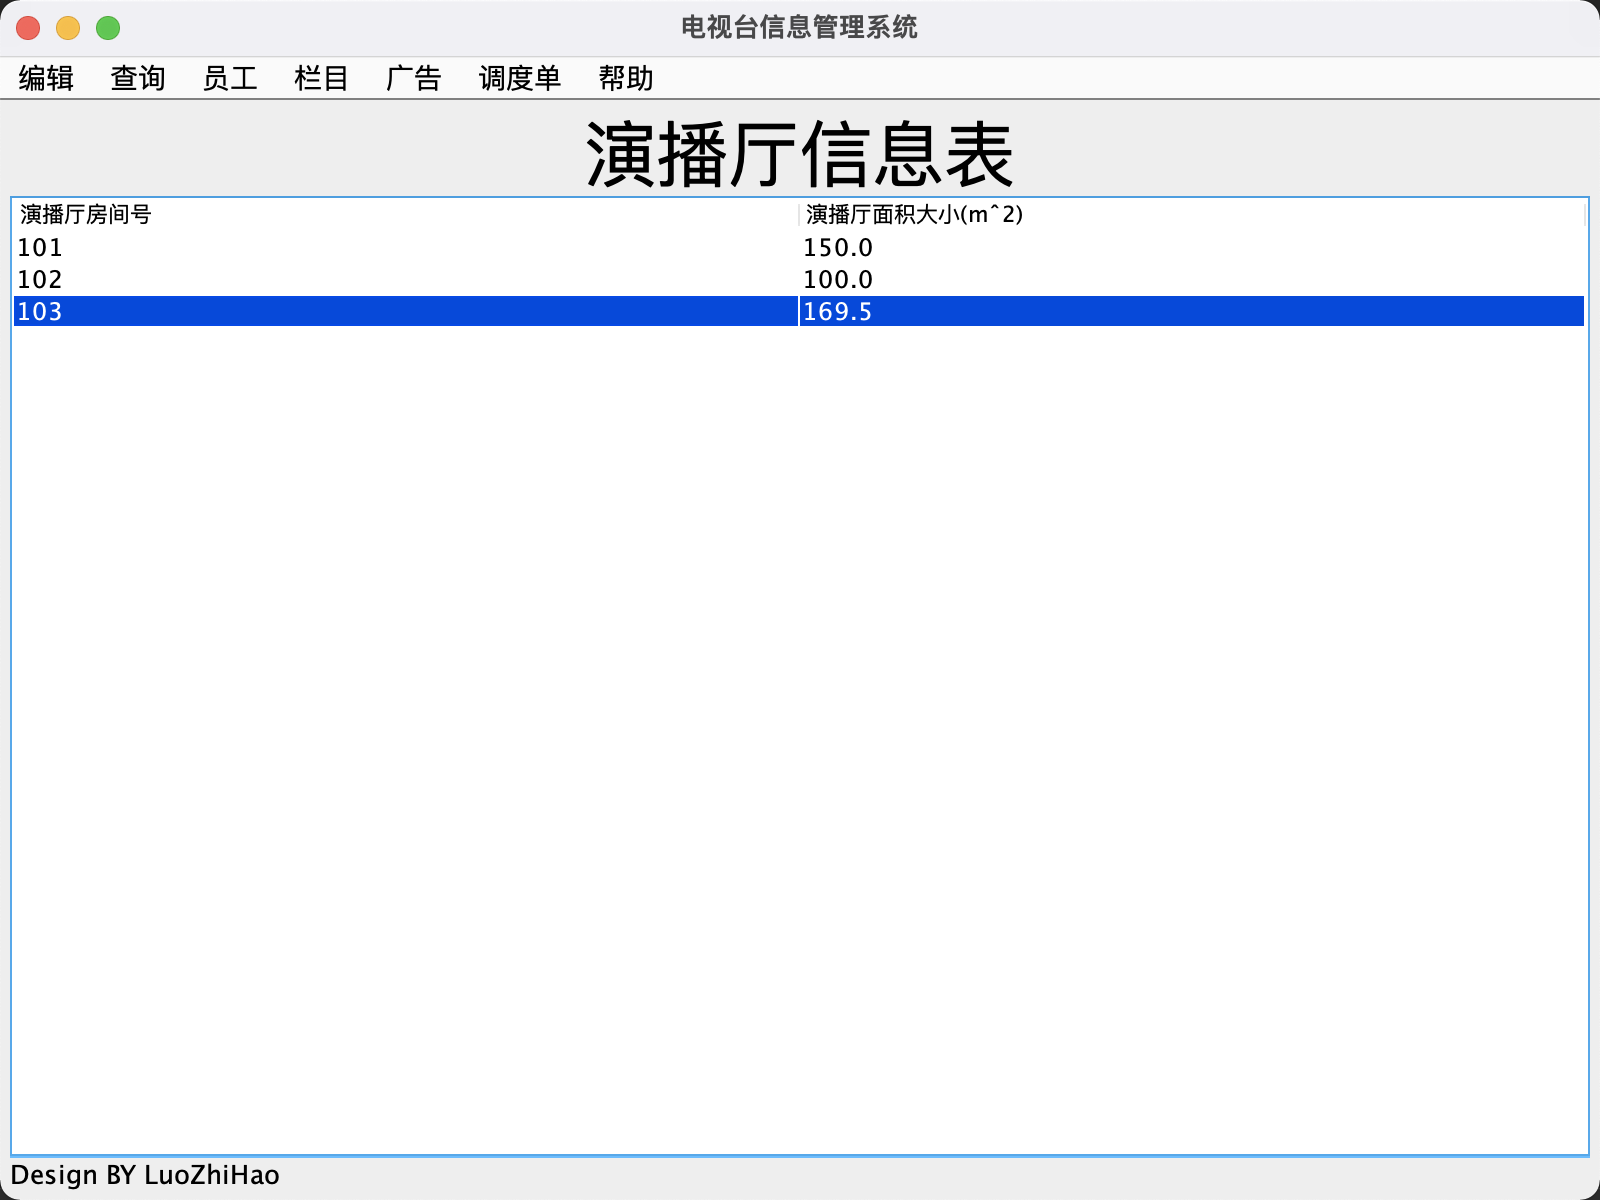 电视台信息管理系统
编辑 查询 员工 栏目 广告 调度单 帮助
演播厅信息表
演播厅房间号 演播厅面积大小(m^2)
101 150.0
102 100.0
103 169.5
Design BY LuoZhiHao